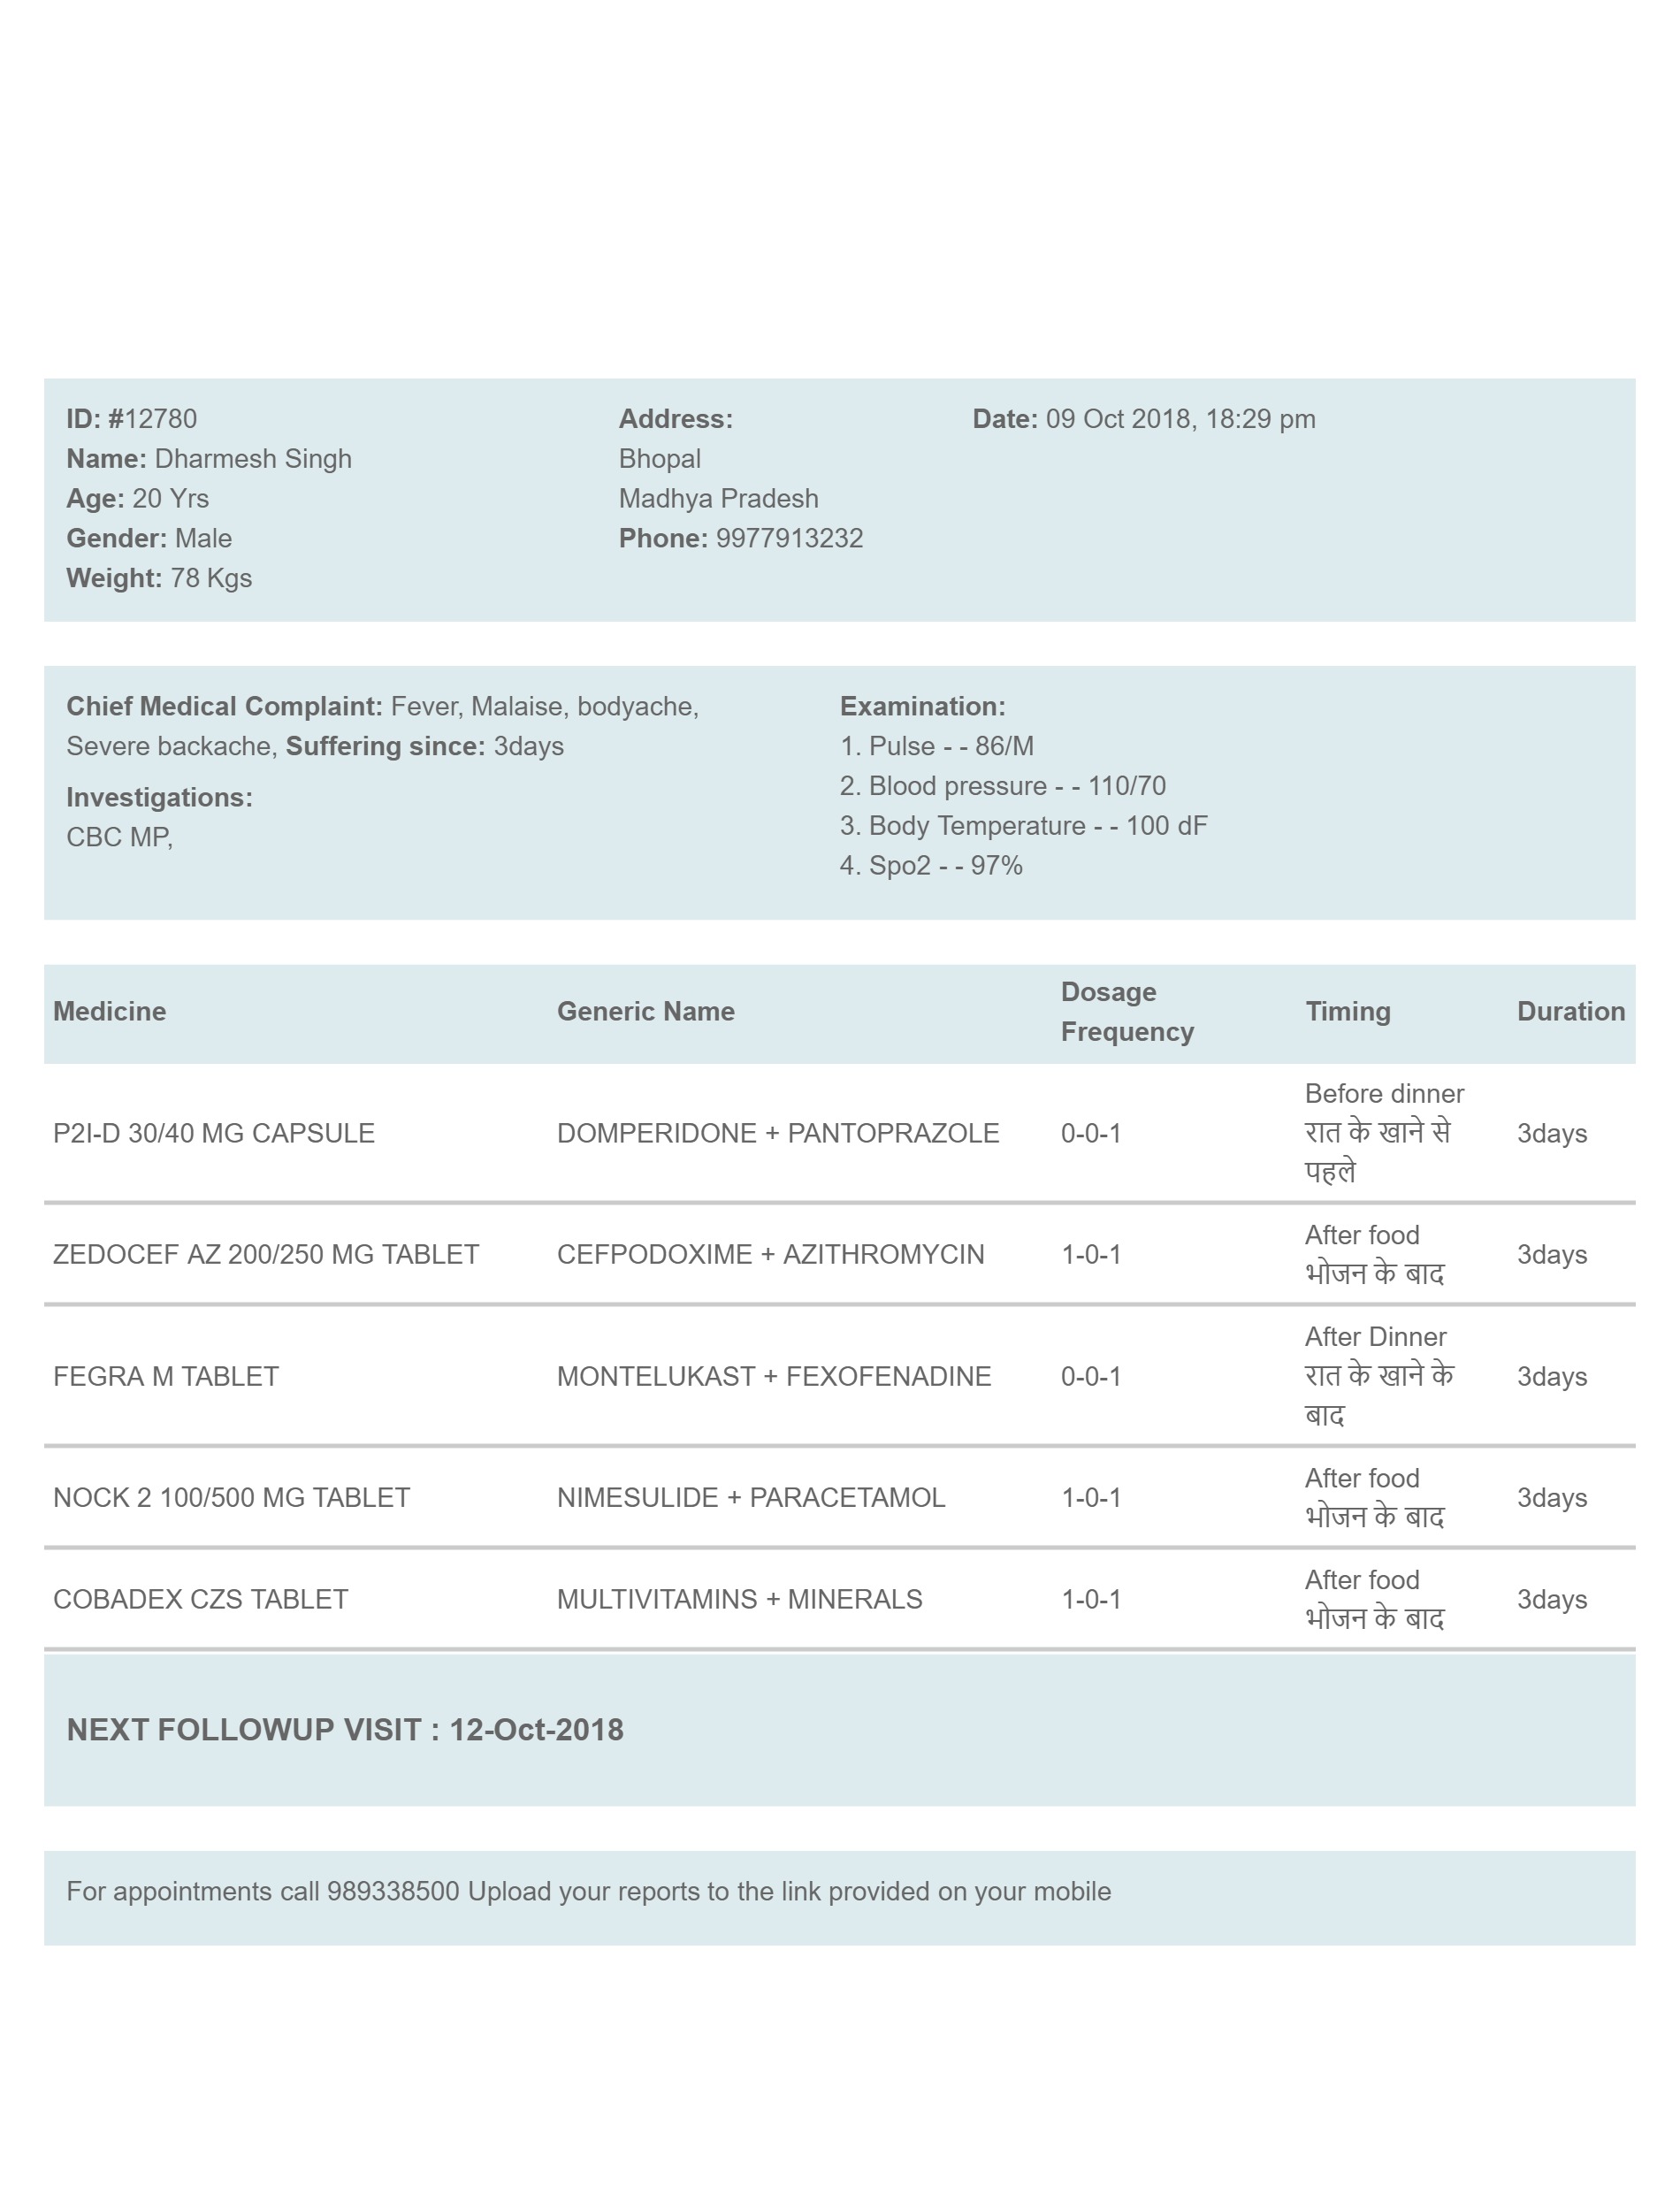 ID: #12780
Name: Dharmesh Singh
Age: 20 Yrs
Gender: Male
Weight: 78 Kgs
Address:
Bhopal
Madhya Pradesh
Phone: 9977913232
Date: 09 Oct 2018, 18:29 pm
Chief Medical Complaint: Fever, Malaise, bodyache,
Severe backache, Suffering since: 3days
Investigations:
CBC MP,
Examination:
1. Pulse - - 86/M
2. Blood pressure - - 110/70
3. Body Temperature - - 100 dF
4. Spo2 - - 97%
Medicine Generic Name Dosage Frequency Timing Duration
P2I-D 30/40 MG CAPSULE DOMPERIDONE + PANTOPRAZOLE 0-0-1 Before dinner रात के खाने से पहले 3days
ZEDOCEF AZ 200/250 MG TABLET CEFPODOXIME + AZITHROMYCIN 1-0-1 After food भोजन के बाद 3days
FEGRA M TABLET MONTELUKAST + FEXOFENADINE 0-0-1 After Dinner रात के खाने के बाद 3days
NOCK 2 100/500 MG TABLET NIMESULIDE + PARACETAMOL 1-0-1 After food भोजन के बाद 3days
COBADEX CZS TABLET MULTIVITAMINS + MINERALS 1-0-1 After food भोजन के बाद 3days
NEXT FOLLOWUP VISIT : 12-Oct-2018
For appointments call 989338500 Upload your reports to the link provided on your mobile